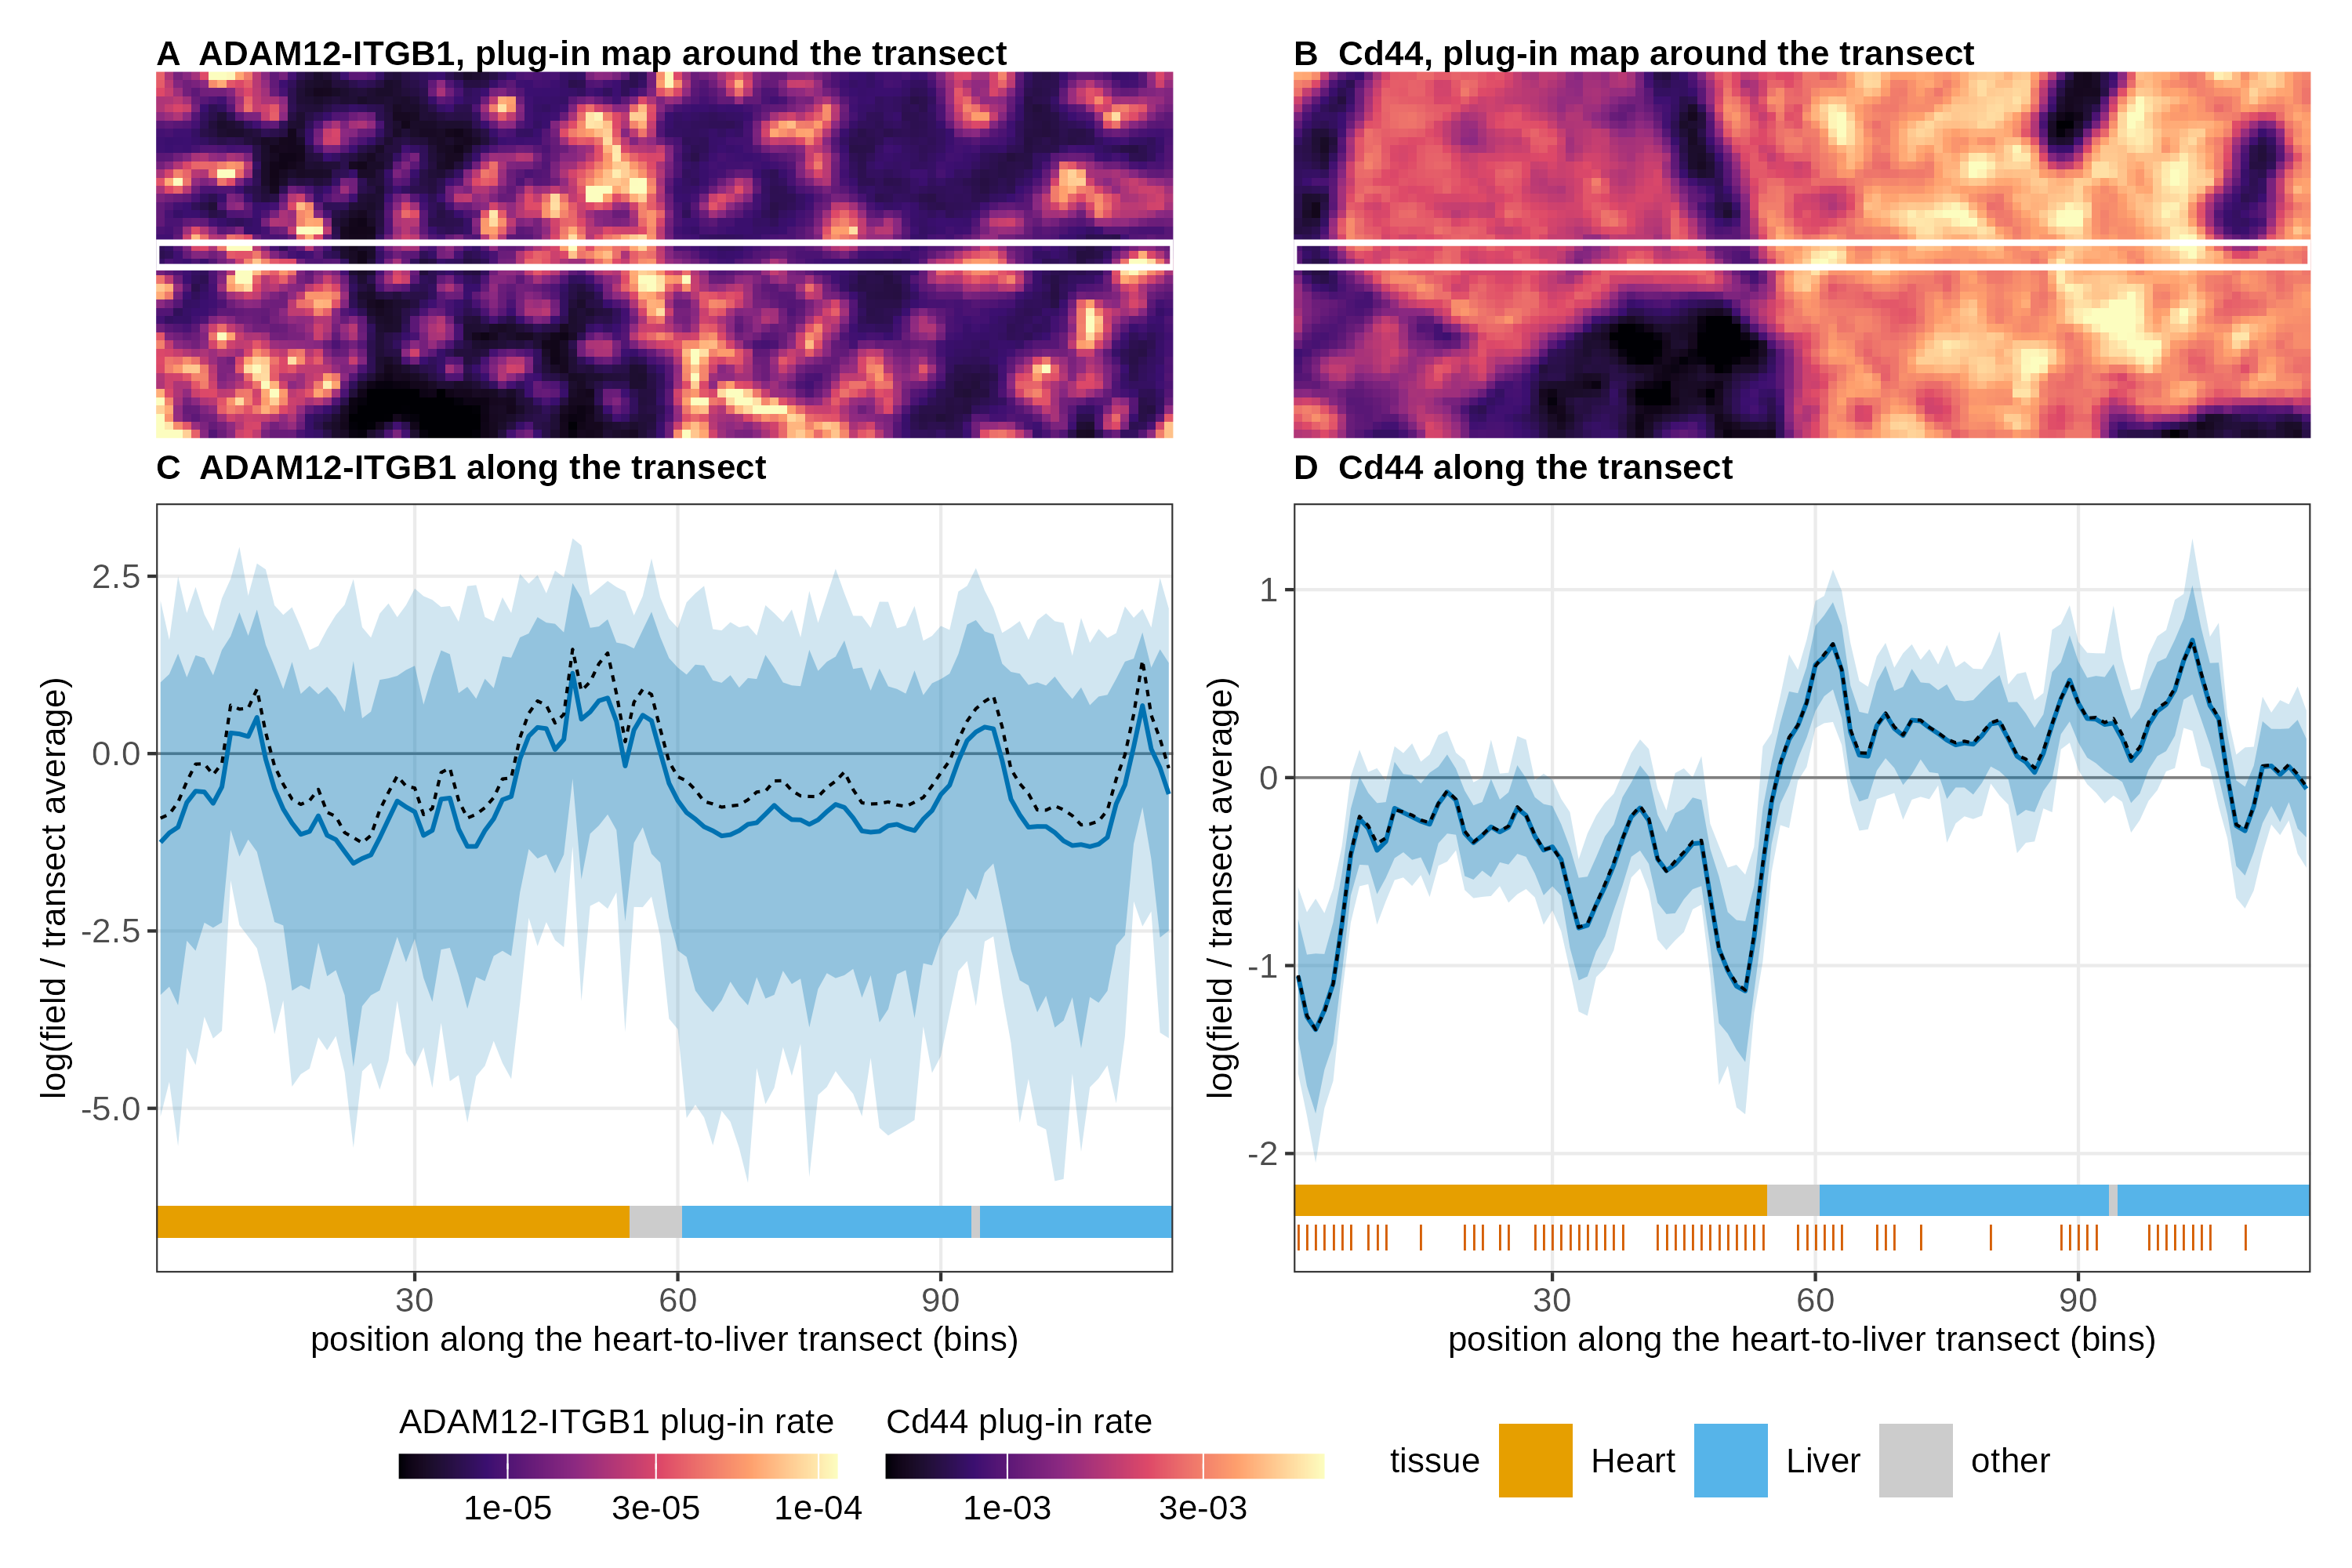 A ADAM12-ITGB1, plug-in map around the transect
B Cd44, plug-in map around the transect
C ADAM12-ITGB1 along the transect
D Cd44 along the transect
log(field / transect average)
2.5
0.0
-2.5
-5.0
30
60
90
position along the heart-to-liver transect (bins)
log(field / transect average)
1
0
-1
-2
30
60
90
position along the heart-to-liver transect (bins)
ADAM12-ITGB1 plug-in rate
1e-05 3e-05 1e-04
Cd44 plug-in rate
1e-03 3e-03
tissue Heart Liver other